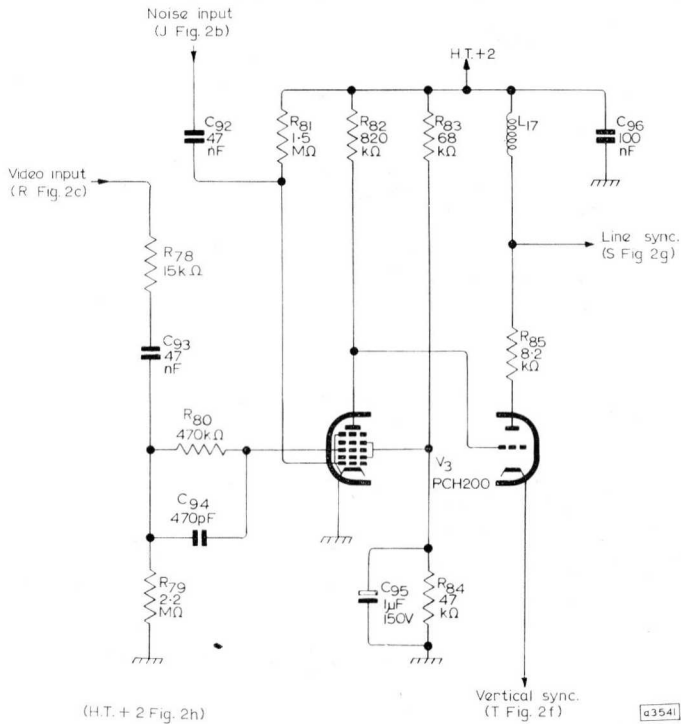 Noise input
(J Fig. 2b)
H.T.+2
C92
47
nF
R81
1·5
MΩ
R82
820
kΩ
R83
68
kΩ
L17
C96
100
nF
Video input
(R Fig. 2c)
Line sync.
(S Fig 2g)
R78
15kΩ
C93
47
nF
R85
8·2
kΩ
R80
470kΩ
V3
PCH200
C94
470pF
R79
2·2
MΩ
C95
1µF
150V
R84
47
kΩ
(H.T. + 2 Fig. 2h)
Vertical sync.
(T Fig. 2f)
a3541